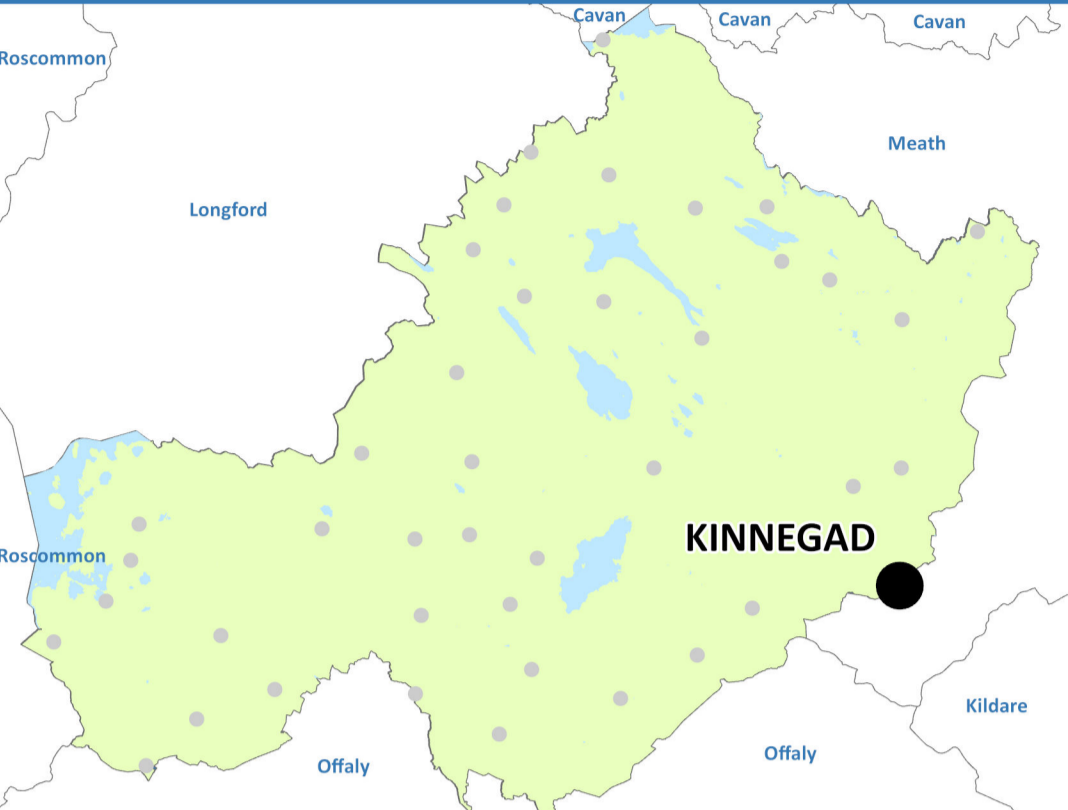 Cavan
Cavan
Cavan
Roscommon
Meath
Longford
KINNEGAD
Roscommon
Kildare
Offaly
Offaly